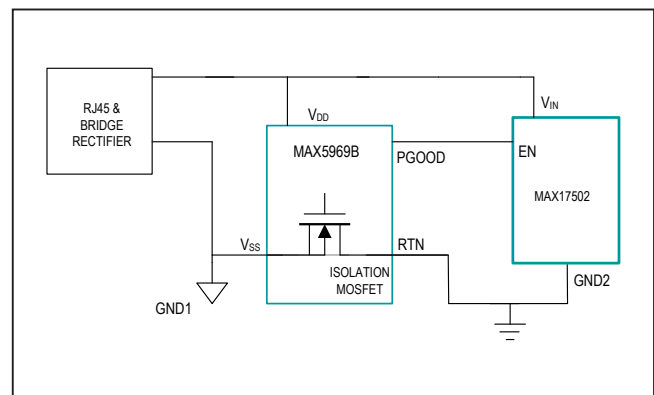 RJ45 &
BRIDGE
RECTIFIER
VDD
VIN
MAX5969B
PGOOD
EN
MAX17502
VSS
RTN
ISOLATION
MOSFET
GND1
GND2